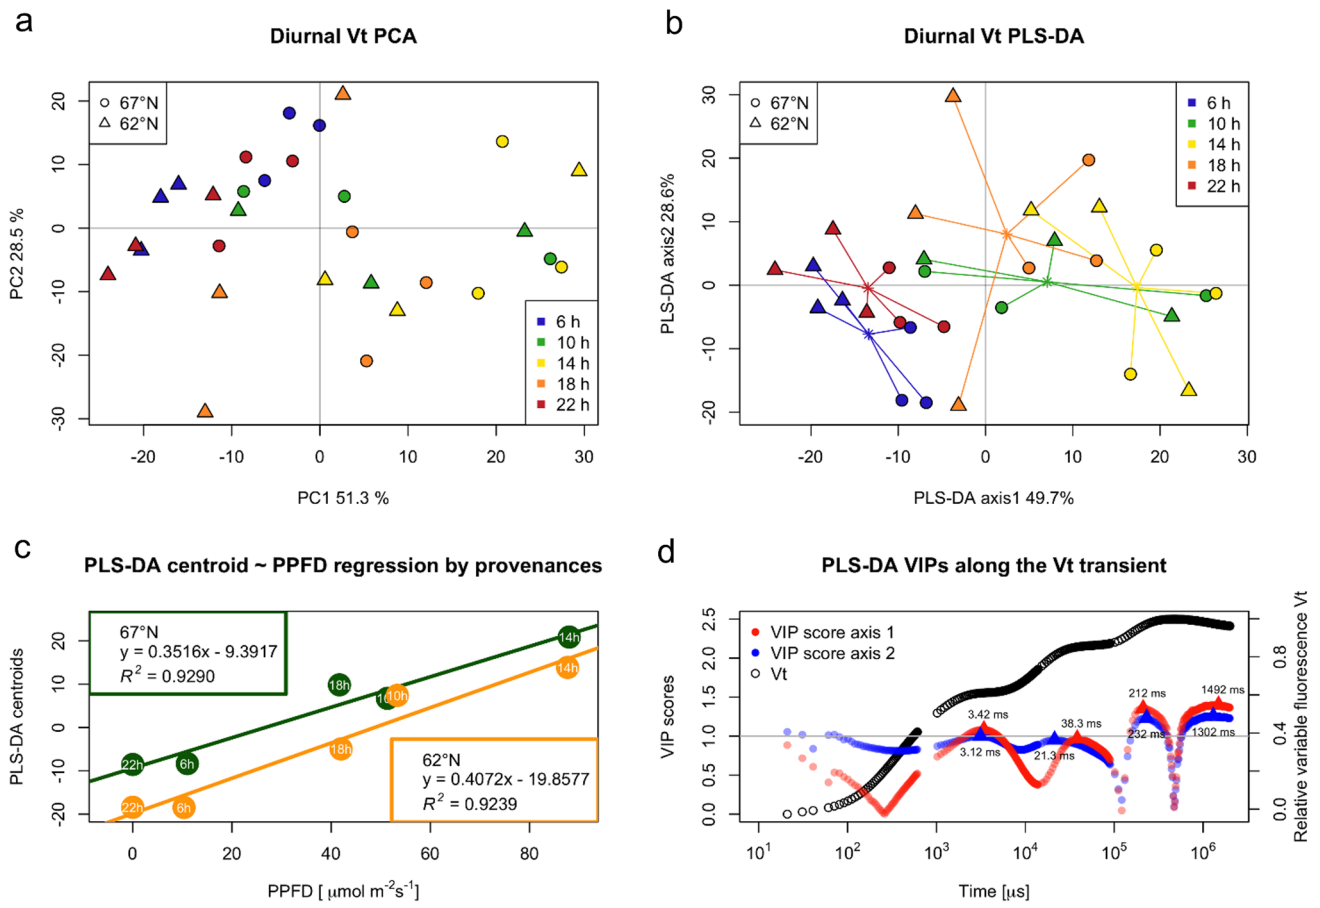 a
Diurnal Vt PCA
67°N
62°N
20
10
0
-10
-20
-30
PC2 28.5 %
6 h
10 h
14 h
18 h
22 h
-20 -10 0 10 20 30
PC1 51.3 %
b
Diurnal Vt PLS-DA
67°N
62°N
6 h
10 h
14 h
18 h
22 h
30
20
10
0
-10
-20
PLS-DA axis2 28.6%
-20 -10 0 10 20 30
PLS-DA axis1 49.7%
c
PLS-DA centroid ~ PPFD regression by provenances
67°N
y = 0.3516x - 9.3917
R² = 0.9290
20
10
0
-10
-20
PLS-DA centroids
14h
14h
18h
10h
18h
22h
6h
22h
6h
62°N
y = 0.4072x - 19.8577
R² = 0.9239
0 20 40 60 80
PPFD [ μmol m⁻²s⁻¹]
d
PLS-DA VIPs along the Vt transient
VIP score axis 1
VIP score axis 2
Vt
2.5
2.0
1.5
1.0
0.5
0.0
VIP scores
3.42 ms
3.12 ms
38.3 ms
21.3 ms
212 ms
232 ms
1492 ms
1302 ms
0.8
0.4
0.0
Relative variable fluorescence Vt
10¹ 10² 10³ 10⁴ 10⁵ 10⁶
Time [μs]